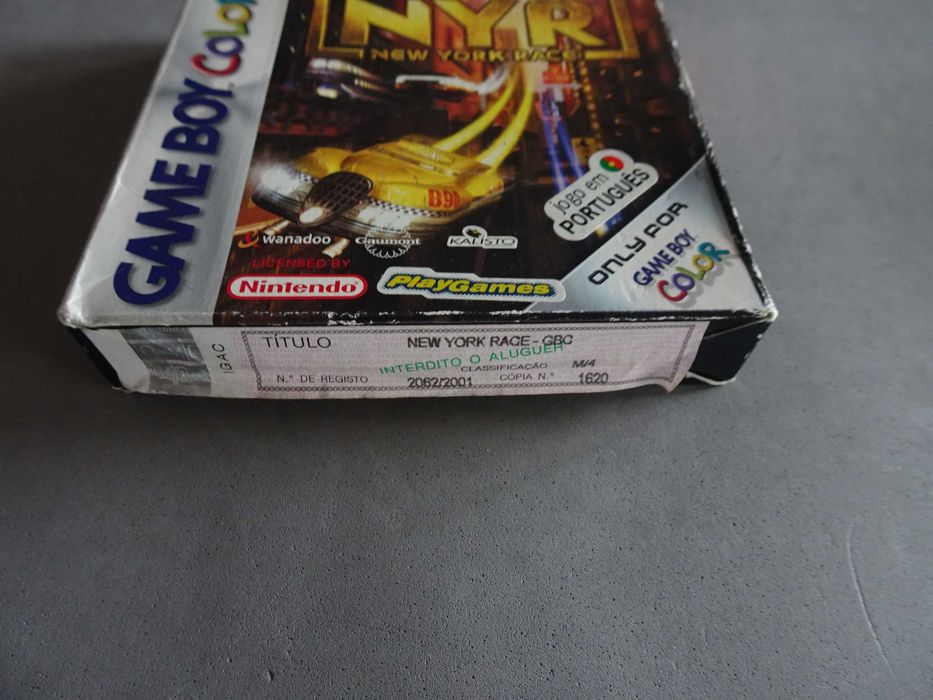 GAME BOY COLOR
NYR
NEW YORK RACE
B9
wanadoo
Gaumont
KALISTO
LICENSED BY
Nintendo
PlayGames
jogo em
PORTUGUÊS
ONLY FOR
GAME BOY
COLOR
IGAC
TÍTULO NEW YORK RACE - GBC
INTERDITO O ALUGUER
CLASSIFICAÇÃO M/4
N.º DE REGISTO 2062/2001 CÓPIA N.º 1620